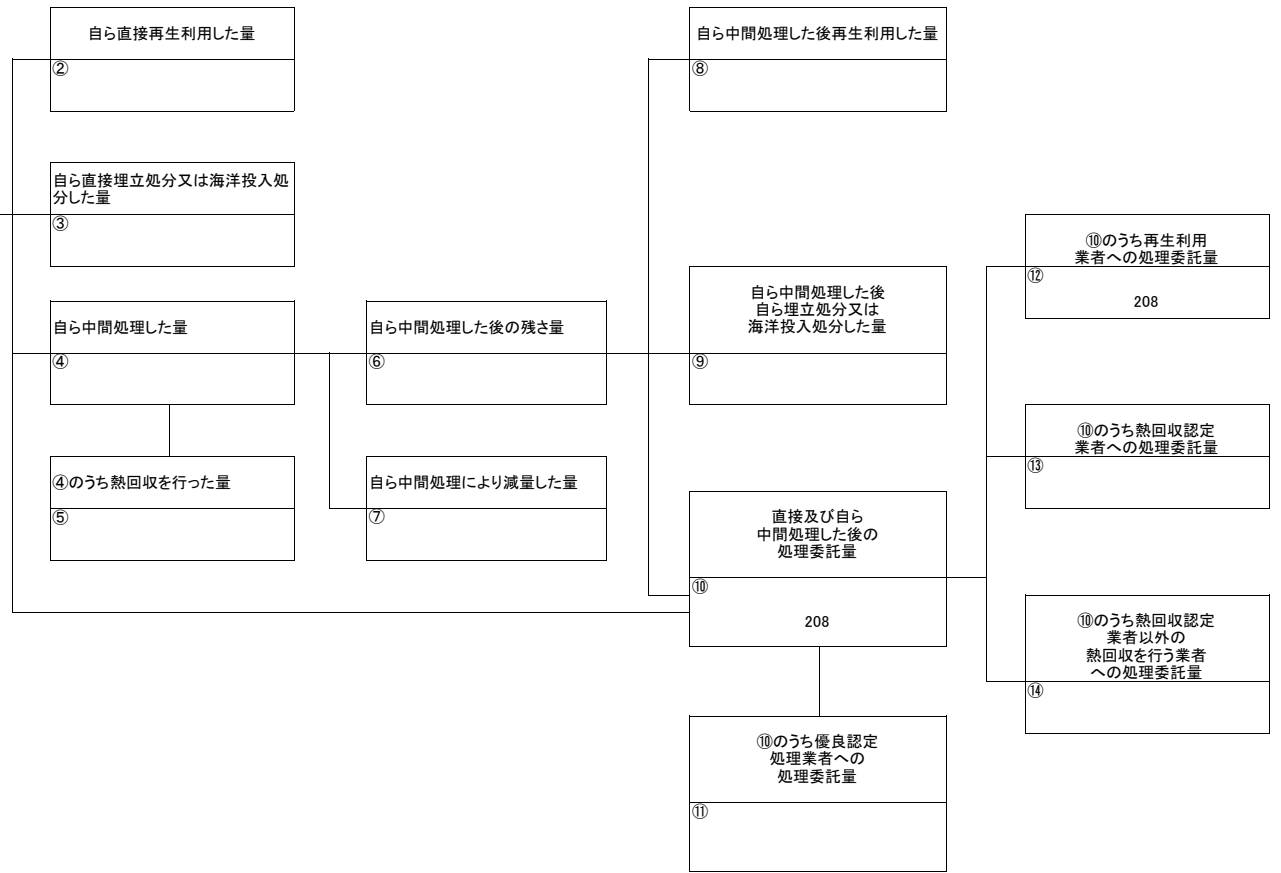 自ら直接再生利用した量
②
自ら直接埋立処分又は海洋投入処
分した量
③
自ら中間処理した量
④
④のうち熱回収を行った量
⑤
自ら中間処理した後の残さ量
⑥
自ら中間処理により減量した量
⑦
自ら中間処理した後再生利用した量
⑧
自ら中間処理した後
自ら埋立処分又は
海洋投入処分した量
⑨
直接及び自ら
中間処理した後の
処理委託量
⑩
208
⑩のうち優良認定
処理業者への
処理委託量
⑪
⑩のうち再生利用
業者への処理委託量
⑫
208
⑩のうち熱回収認定
業者への処理委託量
⑬
⑩のうち熱回収認定
業者以外の
熱回収を行う業者
への処理委託量
⑭